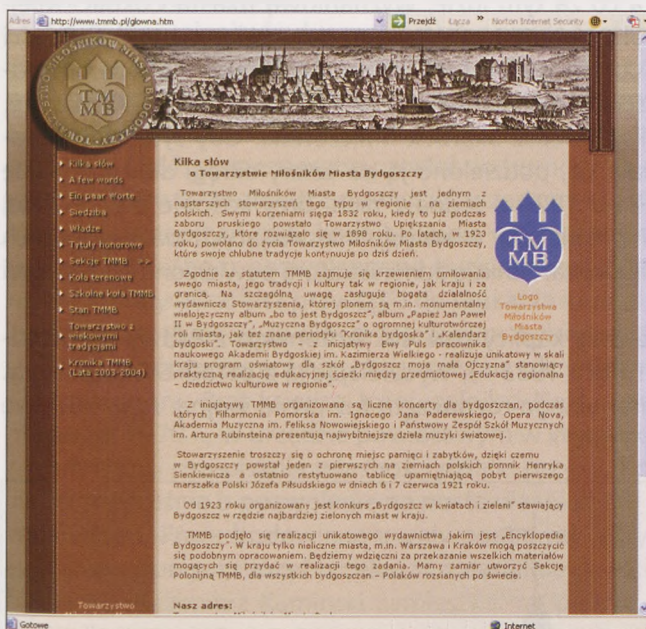 Adres http://www.tmmb.pl/glowna.htm Przejdź Łącza » Norton Internet Security
TOWARZYSTWO MIŁOŚNIKÓW MIASTA BYDGOSZCZY
TM
MB
Kilka słów
A few words
Ein paar Worte
Siedziba
Władze
Tytuły honorowe
Sekcje TMMB >>
Koła terenowe
Szkolne koła TMMB
Stan TMMB
Towarzystwo z
wiekowymi
tradycjami
Kronika TMMB
(Lata 2003-2004)
Towarzystwo
Kilka słów
o Towarzystwie Miłośników Miasta Bydgoszczy
Towarzystwo Miłośników Miasta Bydgoszczy jest jednym z
najstarszych stowarzyszeń tego typu w regionie i na ziemiach
polskich. Swymi korzeniami sięga 1832 roku, kiedy to już podczas
zaboru pruskiego powstało Towarzystwo Upiększania Miasta
Bydgoszczy, które rozwiązało się w 1898 roku. Po latach, w 1923
roku, powołano do życia Towarzystwo Miłośników Miasta Bydgoszczy,
które swoje chlubne tradycje kontynuuje po dziś dzień.
Zgodnie ze statutem TMMB zajmuje się krzewieniem umiłowania
swego miasta, jego tradycji i kultury tak w regionie, jak kraju i za
granicą. Na szczególną uwagę zasługuje bogata działalność
wydawnicza Stowarzyszenia, której plonem są m.in. monumentalny
wielojęzyczny album „bo to jest Bydgoszcz", album „Papież Jan Paweł
II w Bydgoszczy", „Muzyczna Bydgoszcz" o ogromnej kulturotwórczej
roli miasta, jak też znane periodyki "Kronika bydgoska" i „Kalendarz
bydgoski". Towarzystwo - z inicjatywy Ewy Puls pracownika
naukowego Akademii Bydgoskiej im. Kazimierza Wielkiego - realizuje unikatowy w skali
kraju program oświatowy dla szkół „Bydgoszcz moja mała Ojczyzna" stanowiący
praktyczną realizację edukacyjnej ścieżki między przedmiotowej „Edukacja regionalna
– dziedzictwo kulturowe w regionie".
TM
MB
Logo
Towarzystwa
Miłośników
Miasta
Bydgoszczy
Z inicjatywy TMMB organizowane są liczne koncerty dla bydgoszczan, podczas
których Filharmonia Pomorska im. Ignacego Jana Paderewskiego, Opera Nova,
Akademia Muzyczna im. Feliksa Nowowiejskiego i Państwowy Zespół Szkół Muzycznych
im. Artura Rubinsteina prezentują najwybitniejsze dzieła muzyki światowej.
Stowarzyszenie troszczy się o ochronę miejsc pamięci i zabytków, dzięki czemu
w Bydgoszczy powstał jeden z pierwszych na ziemiach polskich pomnik Henryka
Sienkiewicza a ostatnio restytuowano tablicę upamiętniającą pobyt pierwszego
marszałka Polski Józefa Piłsudskiego w dniach 6 i 7 czerwca 1921 roku.
Od 1923 roku organizowany jest konkurs „Bydgoszcz w kwiatach i zieleni" stawiający
Bydgoszcz w rzędzie najbardziej zielonych miast w kraju.
TMMB podjęło się realizacji unikatowego wydawnictwa jakim jest „Encyklopedia
Bydgoszczy". W kraju tylko nieliczne miasta, m.in. Warszawa i Kraków mogą poszczycić
się podobnym opracowaniem. Będziemy wdzięczni za przekazanie wszelkich materiałów
mogących się przydać w realizacji tego zadania. Mamy zamiar utworzyć Sekcję
Polonijną TMMB, dla wszystkich bydgoszczan – Polaków rozsianych po świecie.
Nasz adres:
Gotowe Internet